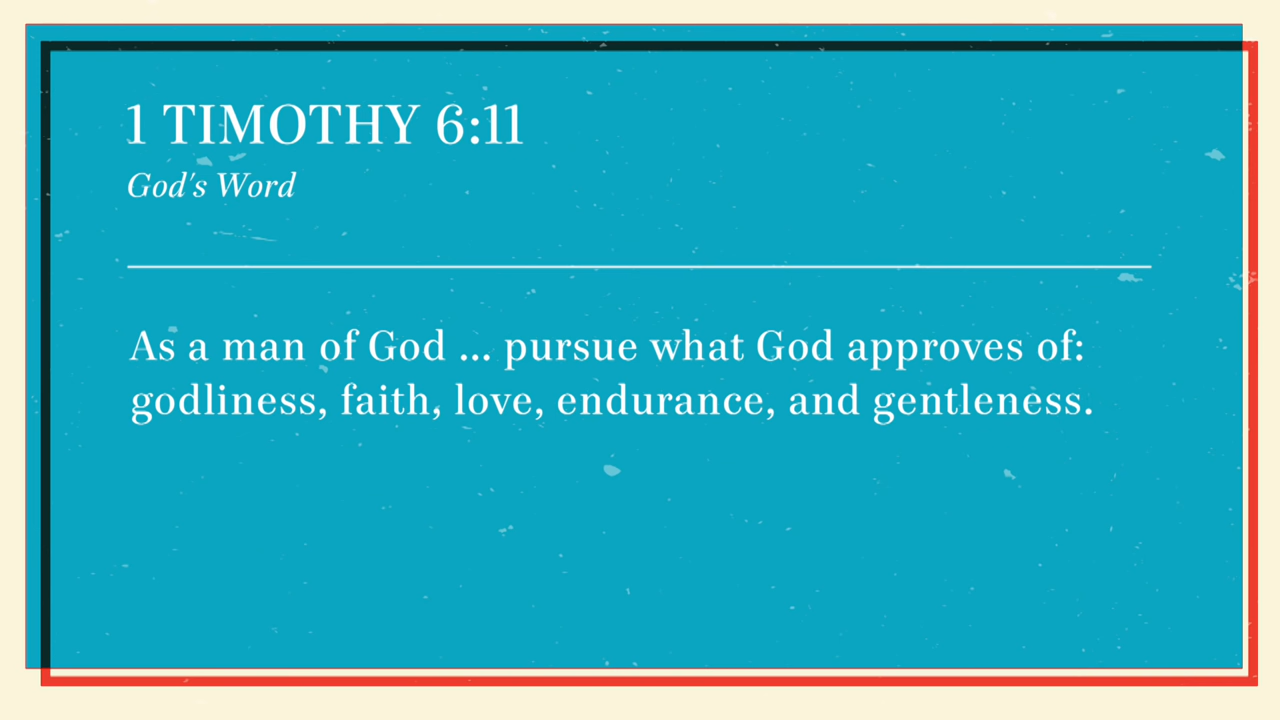 1 TIMOTHY 6:11
God's Word
As a man of God ... pursue what God approves of:
godliness, faith, love, endurance, and gentleness.